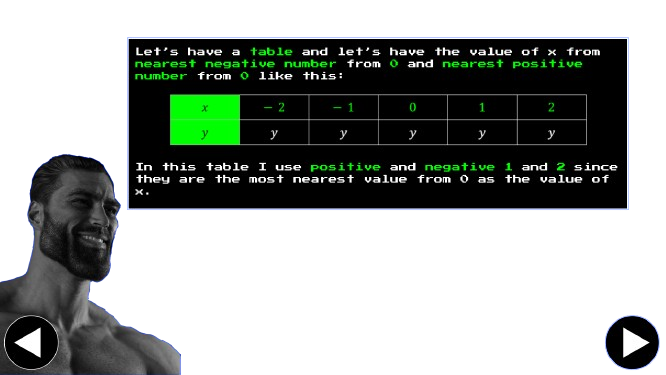 Let's have a table and let's have the value of x from
nearest negative number from 0 and nearest positive
number from 0 like this:
x − 2 − 1 0 1 2
y y y y y y
In this table I use positive and negative 1 and 2 since
they are the most nearest value from 0 as the value of
x.